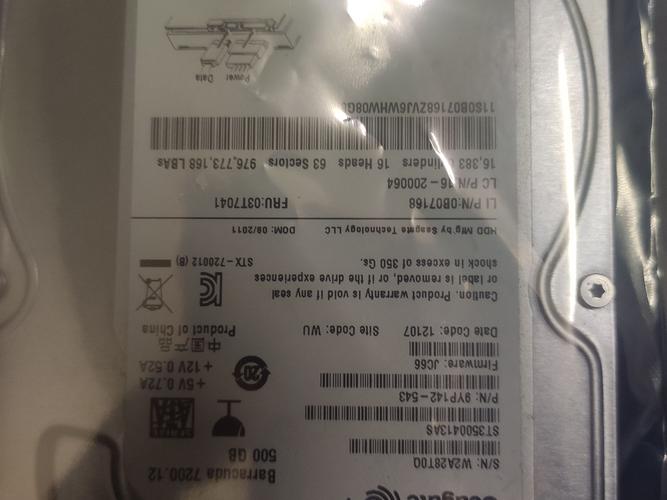 Seagate
Barracuda 7200.12
500 GB
S/N: W2A28T0Q
ST3500413AS
P/N: 9YP142-543
Firmware: JC66
Date Code: 12107 Site Code: WU
+5V 0.72A
+12V 0.52A
20
中国产品
Product of China
Caution. Product warranty is void if any seal
or label is removed, or if the drive experiences
shock in excess of 350 Gs.
STX-720012 (B)
HDD Mfg by Seagate Technology LLC DOM: 09/2011
LI P/N:0B07168 FRU:03T7041
LC P/N:16-200064
16,383 Cylinders 16 Heads 63 Sectors 976,773,168 LBAs
Power
Data